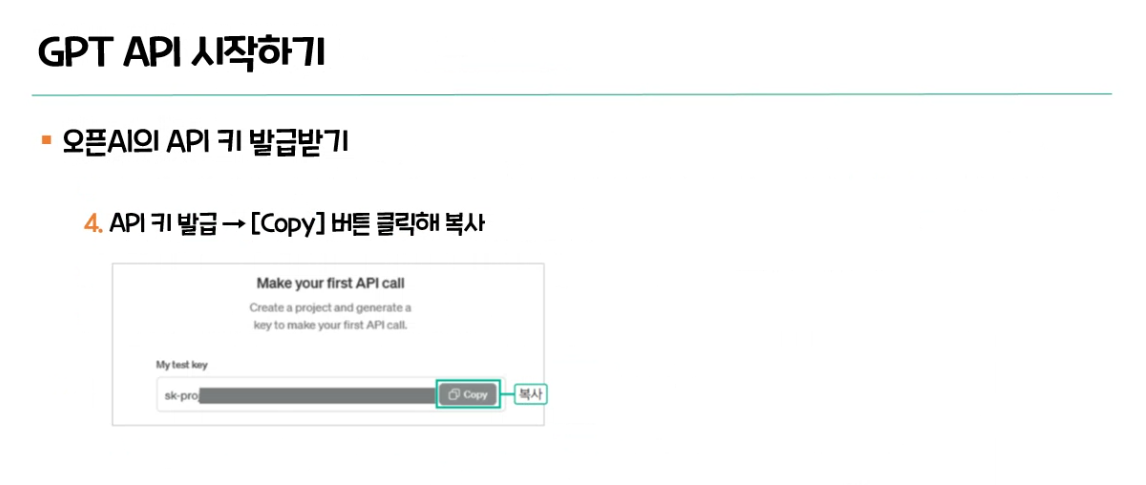 GPT API 시작하기
▪ 오픈AI의 API 키 발급받기
4. API 키 발급 → [Copy] 버튼 클릭해 복사
Make your first API call
Create a project and generate a
key to make your first API call.
My test key
sk-proj Copy 복사